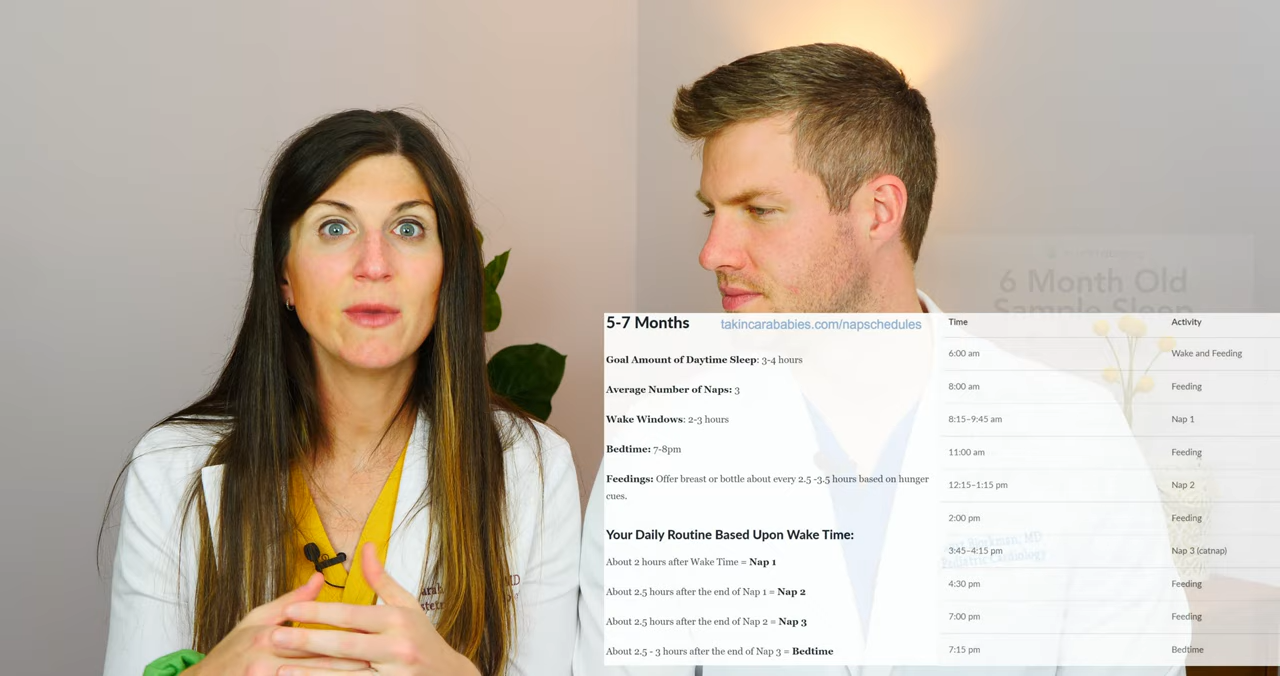 6 Month Old
Sample Sleep
5-7 Months
takincarababies.com/napschedules
Goal Amount of Daytime Sleep: 3-4 hours
Average Number of Naps: 3
Wake Windows: 2-3 hours
Bedtime: 7-8pm
Feedings: Offer breast or bottle about every 2.5 -3.5 hours based on hunger
cues.
Your Daily Routine Based Upon Wake Time:
About 2 hours after Wake Time = Nap 1
About 2.5 hours after the end of Nap 1 = Nap 2
About 2.5 hours after the end of Nap 2 = Nap 3
About 2.5 - 3 hours after the end of Nap 3 = Bedtime
Time Activity
6:00 am Wake and Feeding
8:00 am Feeding
8:15–9:45 am Nap 1
11:00 am Feeding
12:15–1:15 pm Nap 2
2:00 pm Feeding
3:45–4:15 pm Nap 3 (catnap)
4:30 pm Feeding
7:00 pm Feeding
7:15 pm Bedtime
MD
Pediatric Cardiology
MD